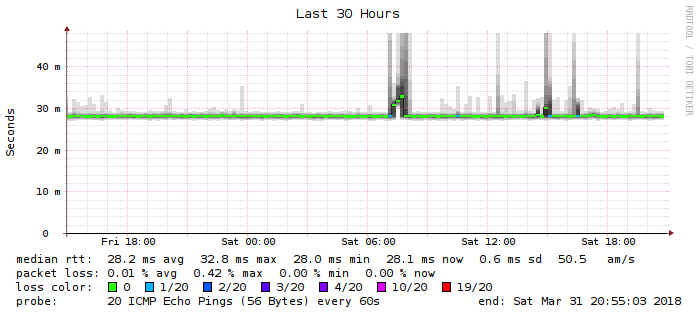 Last 30 Hours
RRDTOOL / TOBI OETIKER
Seconds
40 m
30 m
20 m
10 m
0
Fri 18:00 Sat 00:00 Sat 06:00 Sat 12:00 Sat 18:00
median rtt: 28.2 ms avg 32.8 ms max 28.0 ms min 28.1 ms now 0.6 ms sd 50.5 am/s
packet loss: 0.01 % avg 0.42 % max 0.00 % min 0.00 % now
loss color: 0 1/20 2/20 3/20 4/20 10/20 19/20
probe: 20 ICMP Echo Pings (56 Bytes) every 60s end: Sat Mar 31 20:55:03 2018